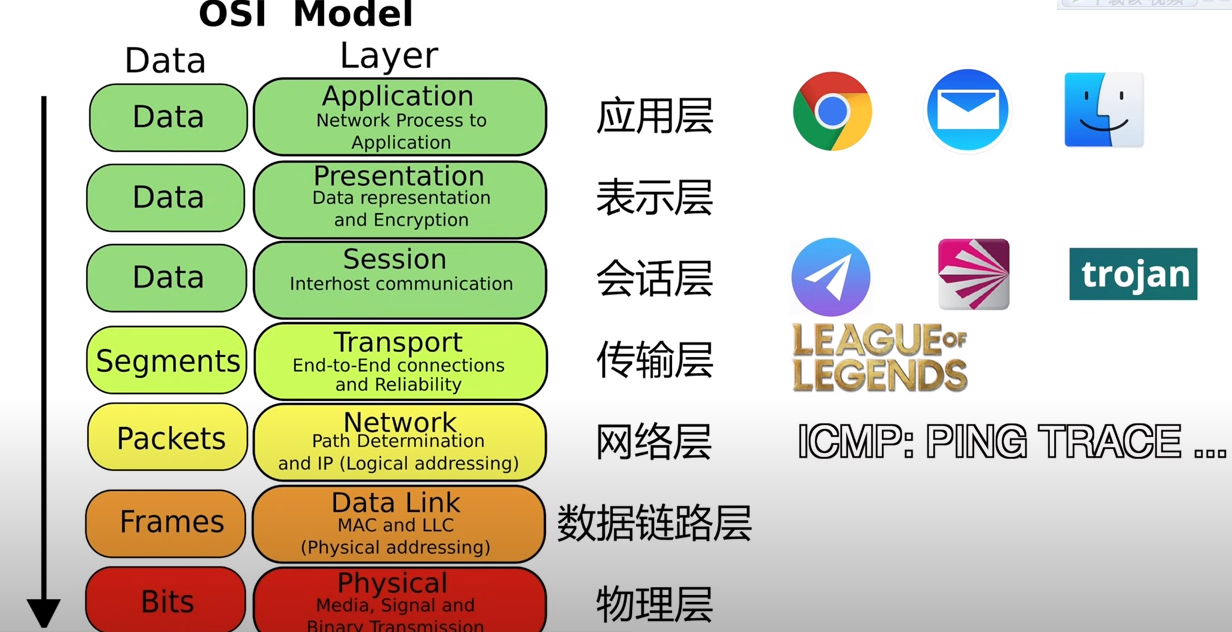 OSI Model
Data
Layer
Data
Application
Network Process to
Application
应用层
Data
Presentation
Data representation
and Encryption
表示层
Data
Session
Interhost communication
会话层
trojan
Segments
Transport
End-to-End connections
and Reliability
传输层
LEAGUE OF
LEGENDS
Packets
Network
Path Determination
and IP (Logical addressing)
网络层
ICMP: PING TRACE ...
Frames
Data Link
MAC and LLC
(Physical addressing)
数据链路层
Bits
Physical
Media, Signal and
Binary Transmission
物理层